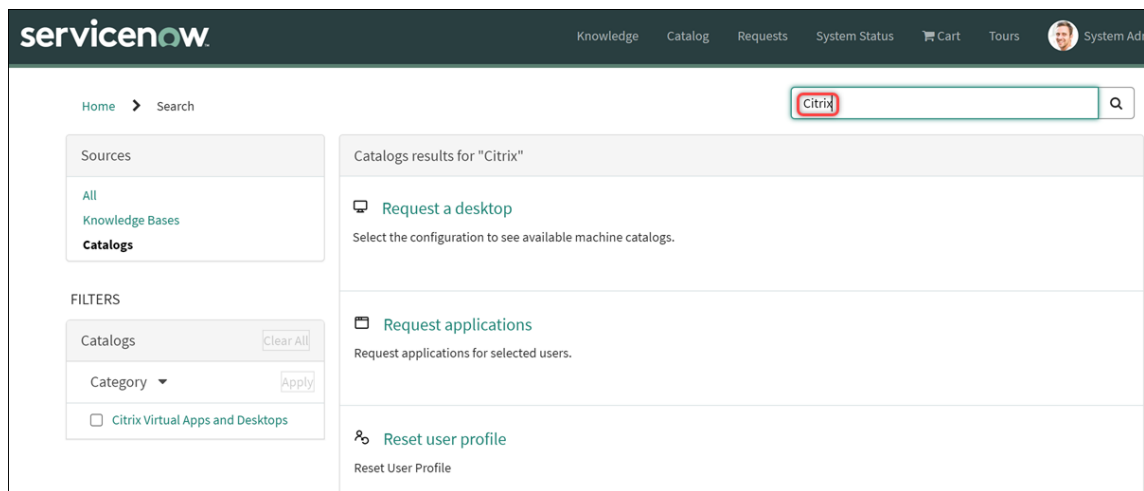 servicenow
Knowledge Catalog Requests System Status Cart Tours System Adm
Home Search
Citrix
Sources
All
Knowledge Bases
Catalogs
FILTERS
Catalogs Clear All
Category Apply
Citrix Virtual Apps and Desktops
Catalogs results for "Citrix"
Request a desktop
Select the configuration to see available machine catalogs.
Request applications
Request applications for selected users.
Reset user profile
Reset User Profile